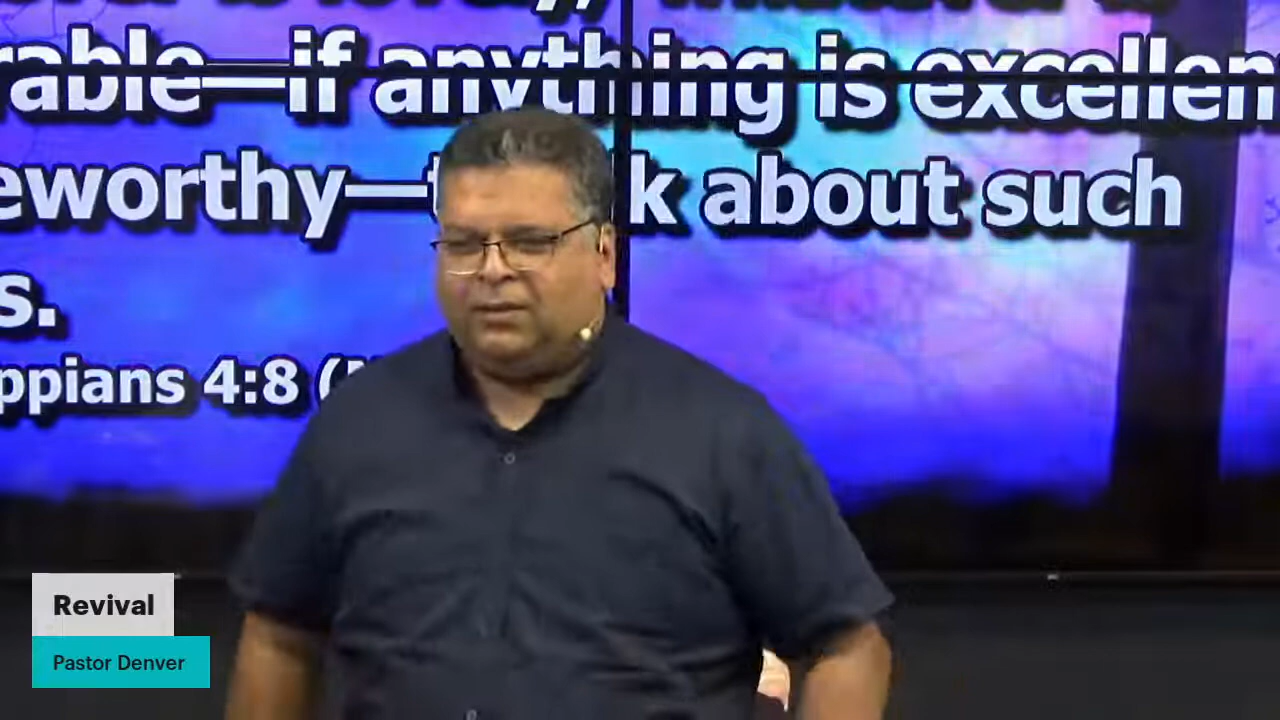 rable—if anything is excellen
eworthy— k about such
s.
ppians 4:8 (
Revival
Pastor Denver